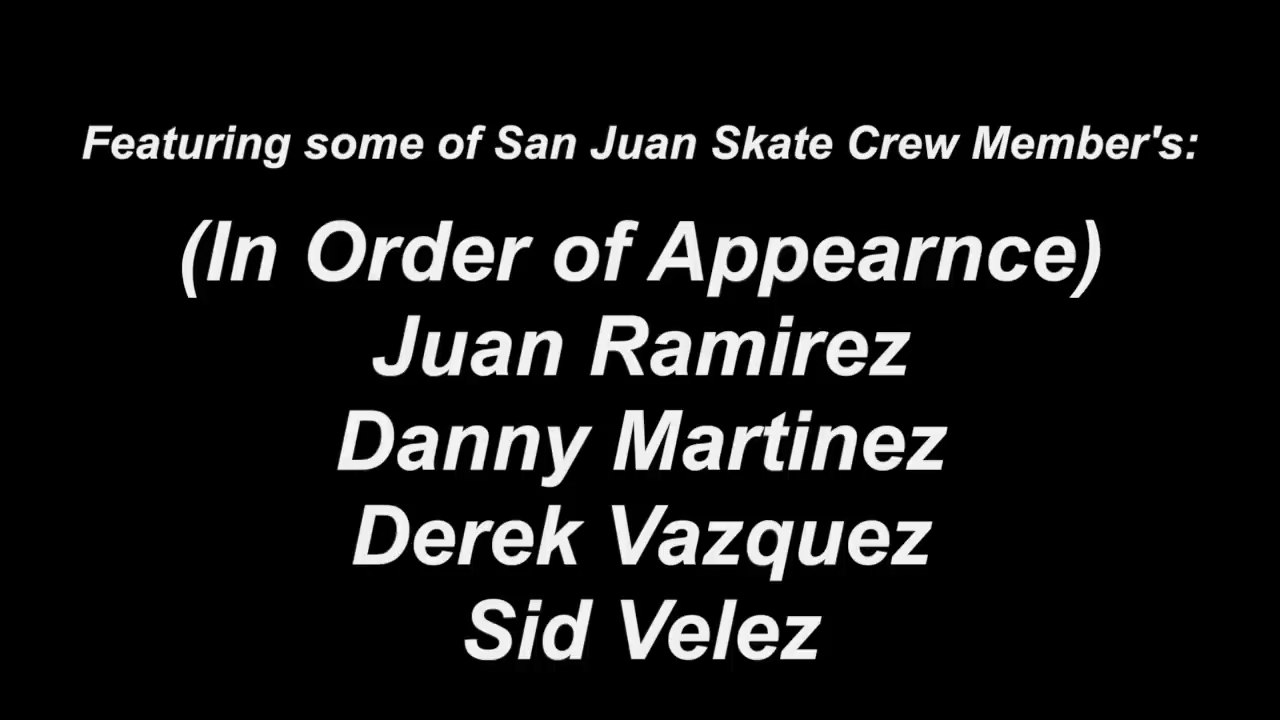 Featuring some of San Juan Skate Crew Member's:
(In Order of Appearnce)
Juan Ramirez
Danny Martinez
Derek Vazquez
Sid Velez